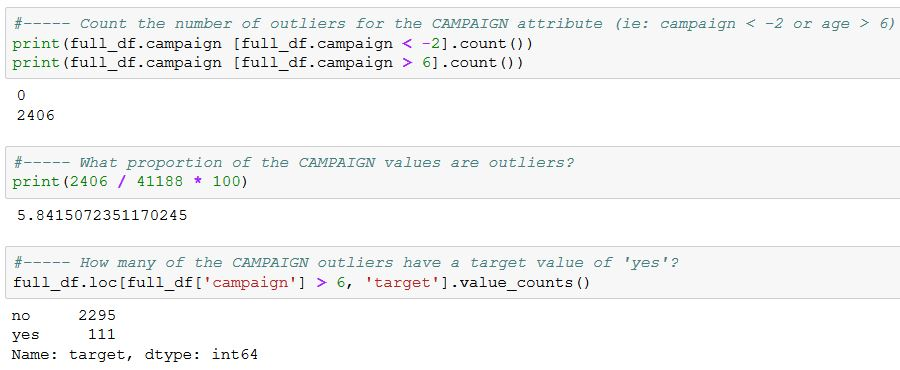 #----- Count the number of outliers for the CAMPAIGN attribute (ie: campaign < -2 or age > 6)
print(full_df.campaign [full_df.campaign < -2].count())
print(full_df.campaign [full_df.campaign > 6].count())
0
2406
#----- What proportion of the CAMPAIGN values are outliers?
print(2406 / 41188 * 100)
5.8415072351170245
#----- How many of the CAMPAIGN outliers have a target value of 'yes'?
full_df.loc[full_df['campaign'] > 6, 'target'].value_counts()
no     2295
yes     111
Name: target, dtype: int64